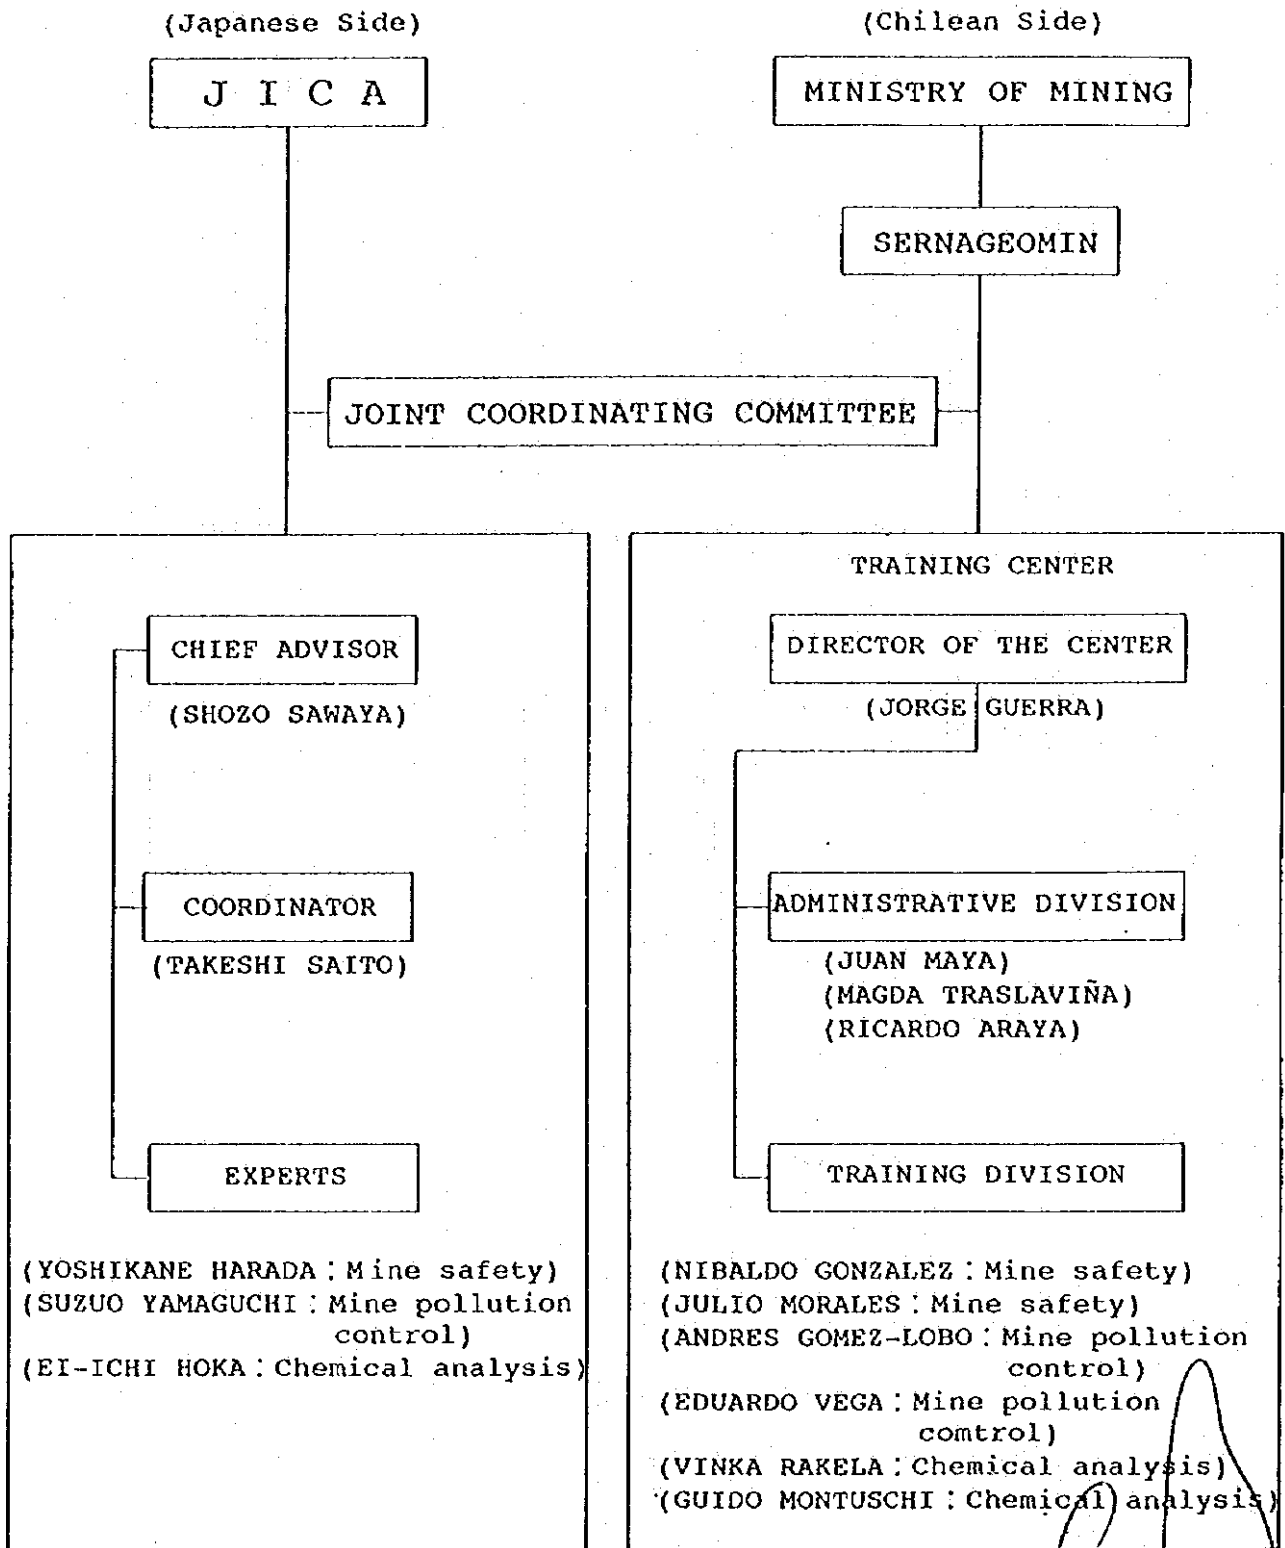 (Japanese Side)
(Chilean Side)
J I C A
MINISTRY OF MINING
SERNAGEOMIN
JOINT COORDINATING COMMITTEE
TRAINING CENTER
CHIEF ADVISOR
(SHOZO SAWAYA)
COORDINATOR
(TAKESHI SAITO)
EXPERTS
(YOSHIKANE HARADA : Mine safety)
(SUZUO YAMAGUCHI : Mine pollution
control)
(EI-ICHI HOKA : Chemical analysis)
DIRECTOR OF THE CENTER
(JORGE GUERRA)
ADMINISTRATIVE DIVISION
(JUAN MAYA)
(MAGDA TRASLAVIÑA)
(RICARDO ARAYA)
TRAINING DIVISION
(NIBALDO GONZALEZ : Mine safety)
(JULIO MORALES : Mine safety)
(ANDRES GOMEZ-LOBO : Mine pollution
control)
(EDUARDO VEGA : Mine pollution
comtrol)
(VINKA RAKELA : Chemical analysis)
(GUIDO MONTUSCHI : Chemical analysis)